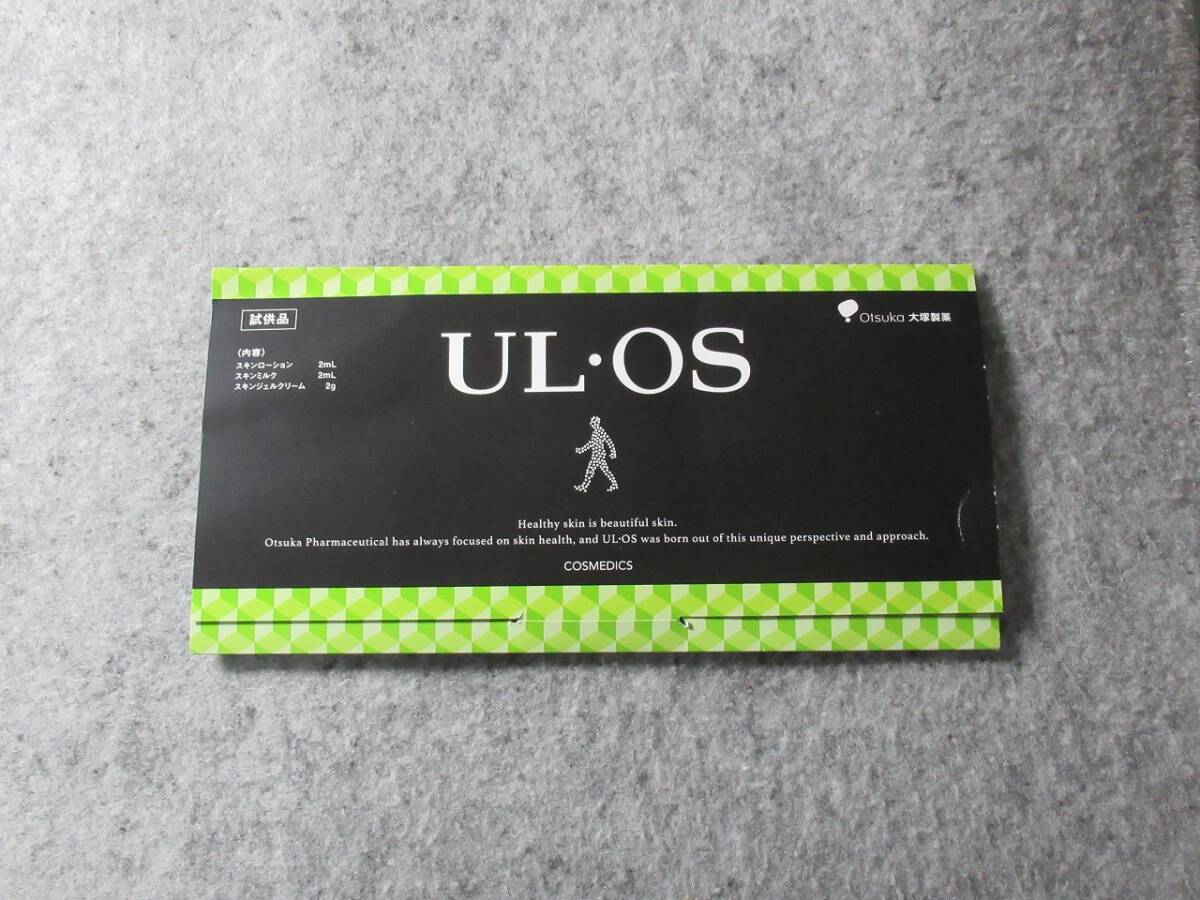 試供品
Otsuka 大塚製薬
〈内容〉
スキンローション 2mL
スキンミルク 2mL
スキンジェルクリーム 2g
UL·OS
Healthy skin is beautiful skin.
Otsuka Pharmaceutical has always focused on skin health, and UL·OS was born out of this unique perspective and approach.
COSMEDICS